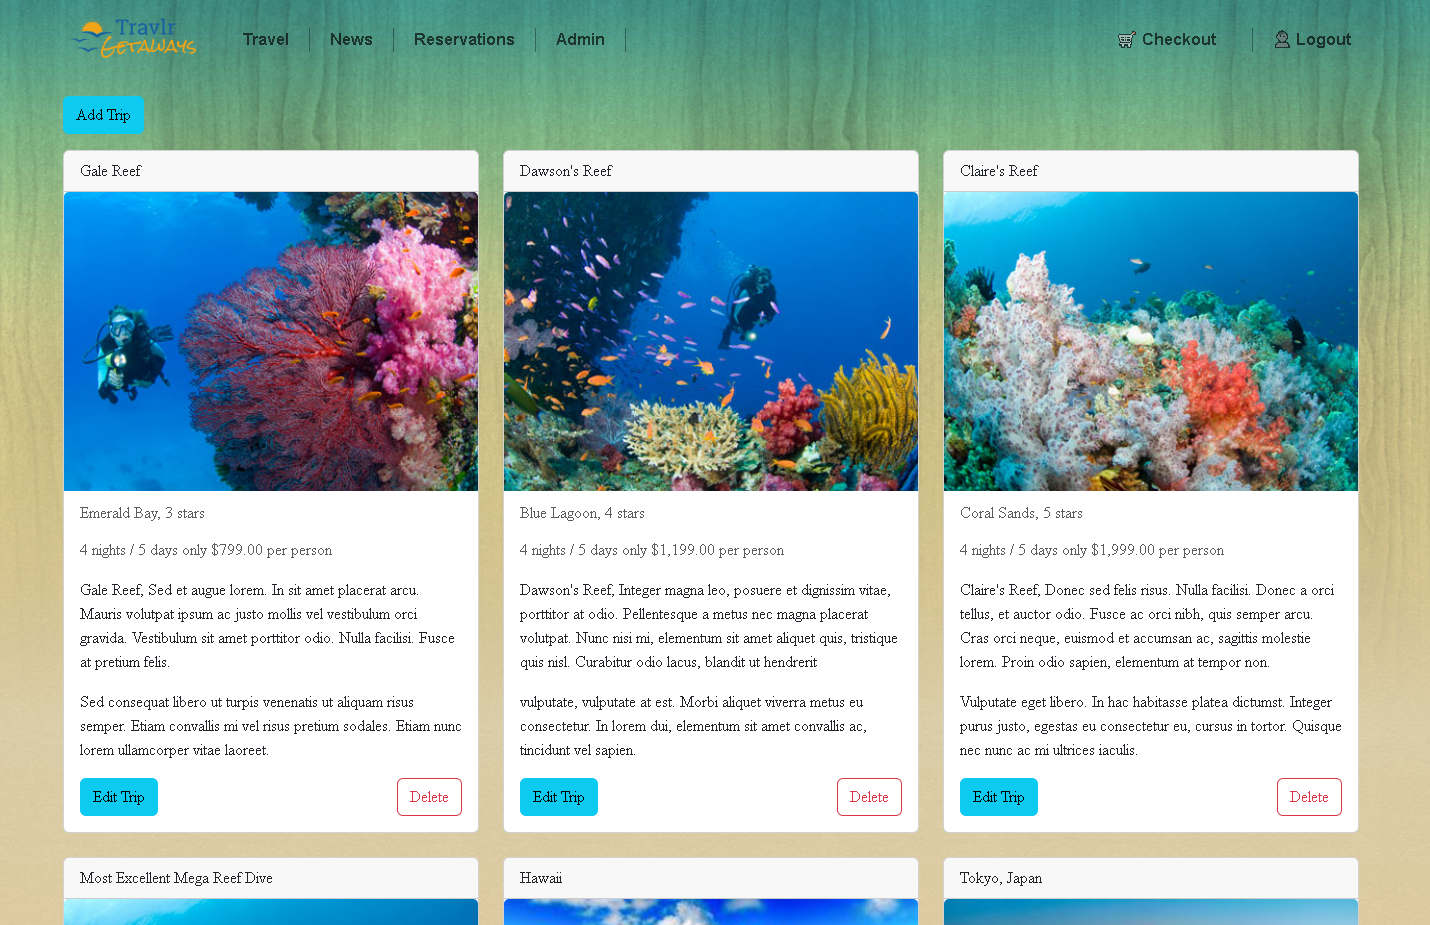 Travlr
Getaways
Travel
News
Reservations
Admin
Checkout
Logout
Add Trip
Gale Reef
Emerald Bay, 3 stars
4 nights / 5 days only $799.00 per person
Gale Reef, Sed et augue lorem. In sit amet placerat arcu.
Mauris volutpat ipsum ac justo mollis vel vestibulum orci
gravida. Vestibulum sit amet porttitor odio. Nulla facilisi. Fusce
at pretium felis.
Sed consequat libero ut turpis venenatis ut aliquam risus
semper. Etiam convallis mi vel risus pretium sodales. Etiam nunc
lorem ullamcorper vitae laoreet.
Edit Trip
Delete
Dawson's Reef
Blue Lagoon, 4 stars
4 nights / 5 days only $1,199.00 per person
Dawson's Reef, Integer magna leo, posuere et dignissim vitae,
porttitor at odio. Pellentesque a metus nec magna placerat
volutpat. Nunc nisi mi, elementum sit amet aliquet quis, tristique
quis nisl. Curabitur odio lacus, blandit ut hendrerit
vulputate, vulputate at est. Morbi aliquet viverra metus eu
consectetur. In lorem dui, elementum sit amet convallis ac,
tincidunt vel sapien.
Edit Trip
Delete
Claire's Reef
Coral Sands, 5 stars
4 nights / 5 days only $1,999.00 per person
Claire's Reef, Donec sed felis risus. Nulla facilisi. Donec a orci
tellus, et auctor odio. Fusce ac orci nibh, quis semper arcu.
Cras orci neque, euismod et accumsan ac, sagittis molestie
lorem. Proin odio sapien, elementum at tempor non.
Vulputate eget libero. In hac habitasse platea dictumst. Integer
purus justo, egestas eu consectetur eu, cursus in tortor. Quisque
nec nunc ac mi ultrices iaculis.
Edit Trip
Delete
Most Excellent Mega Reef Dive
Hawaii
Tokyo, Japan